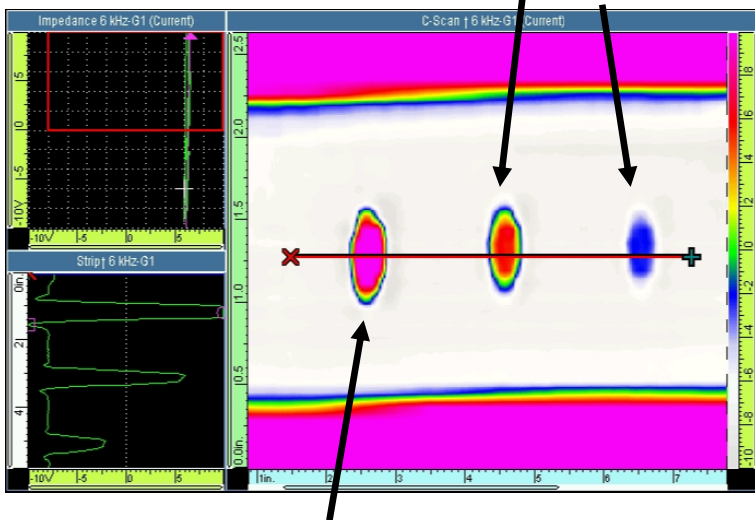 Impedance 6 kHz-G1 (Current)
C-Scan † 6 kHz-G1 (Current)
-10V -5 0 5
-10V 0 5
Strip† 6 kHz-G1
0in. 2 4
-10V 0 5
0.0in. 0.5 1.0 1.5 2.0 2.5
1in. 2 3 4 5 6 7
-10 -8 -6 -4 -2 0 2 4 6 8